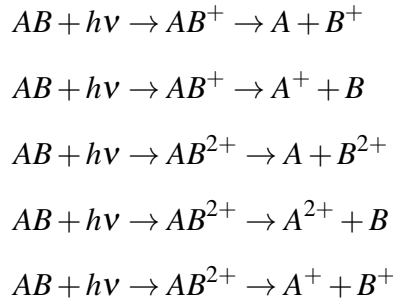 AB + hν → AB⁺ → A + B⁺
AB + hν → AB⁺ → A⁺ + B
AB + hν → AB²⁺ → A + B²⁺
AB + hν → AB²⁺ → A²⁺ + B
AB + hν → AB²⁺ → A⁺ + B⁺